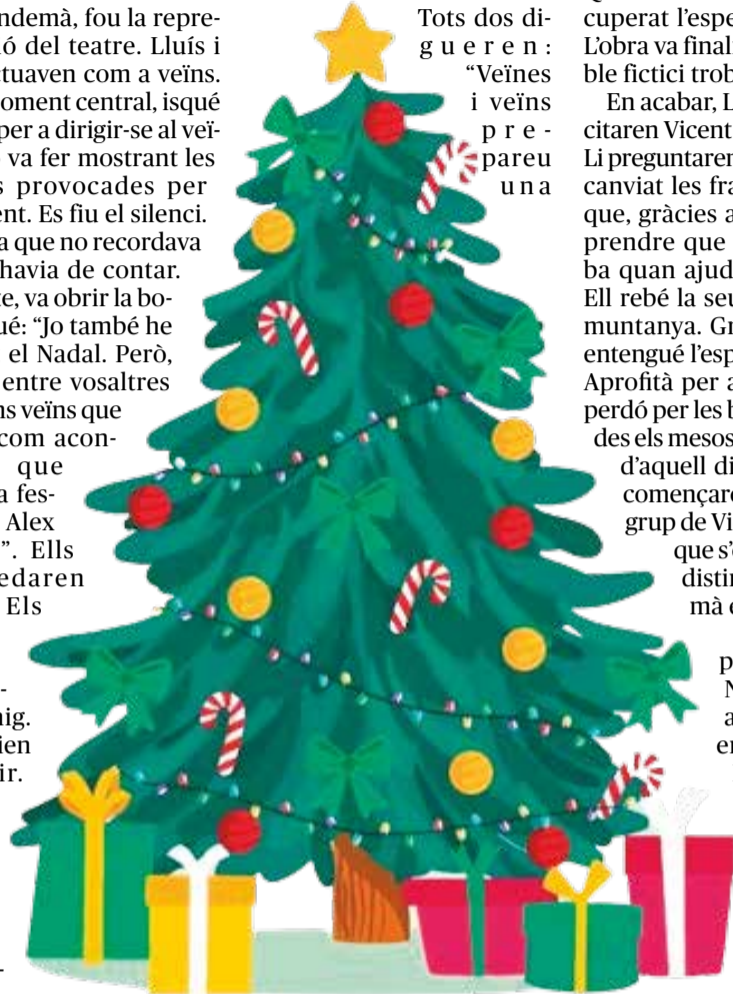 ndemà, fou la repre-
ó del teatre. Lluís i
ctuaven com a veïns.
oment central, isqué
per a dirigir-se al veï-
va fer mostrant les
s provocades per
ent. Es fiu el silenci.
a que no recordava
havia de contar.
te, va obrir la bo-
ué: “Jo també he
el Nadal. Però,
entre vosaltres
ns veïns que
com acon-
que
a fes-
Alex
”. Ells
edaren
Els
-
nig.
ien
ir.
Tots dos di-
gueren:
“Veïnes
i veïns
pre-
pareu
una
cuperat l’espe
L’obra va finali
ble fictici trob
En acabar, L
citaren Vicent
Li preguntaren
canviat les fra
que, gràcies a
prendre que
ba quan ajud
Ell rebé la seu
muntanya. Gr
entengué l’esp
Aprofità per a
perdó per les b
des els mesos
d’aquell di
començaro
grup de Vi
que s’
distin
mà e
p
N
a
en